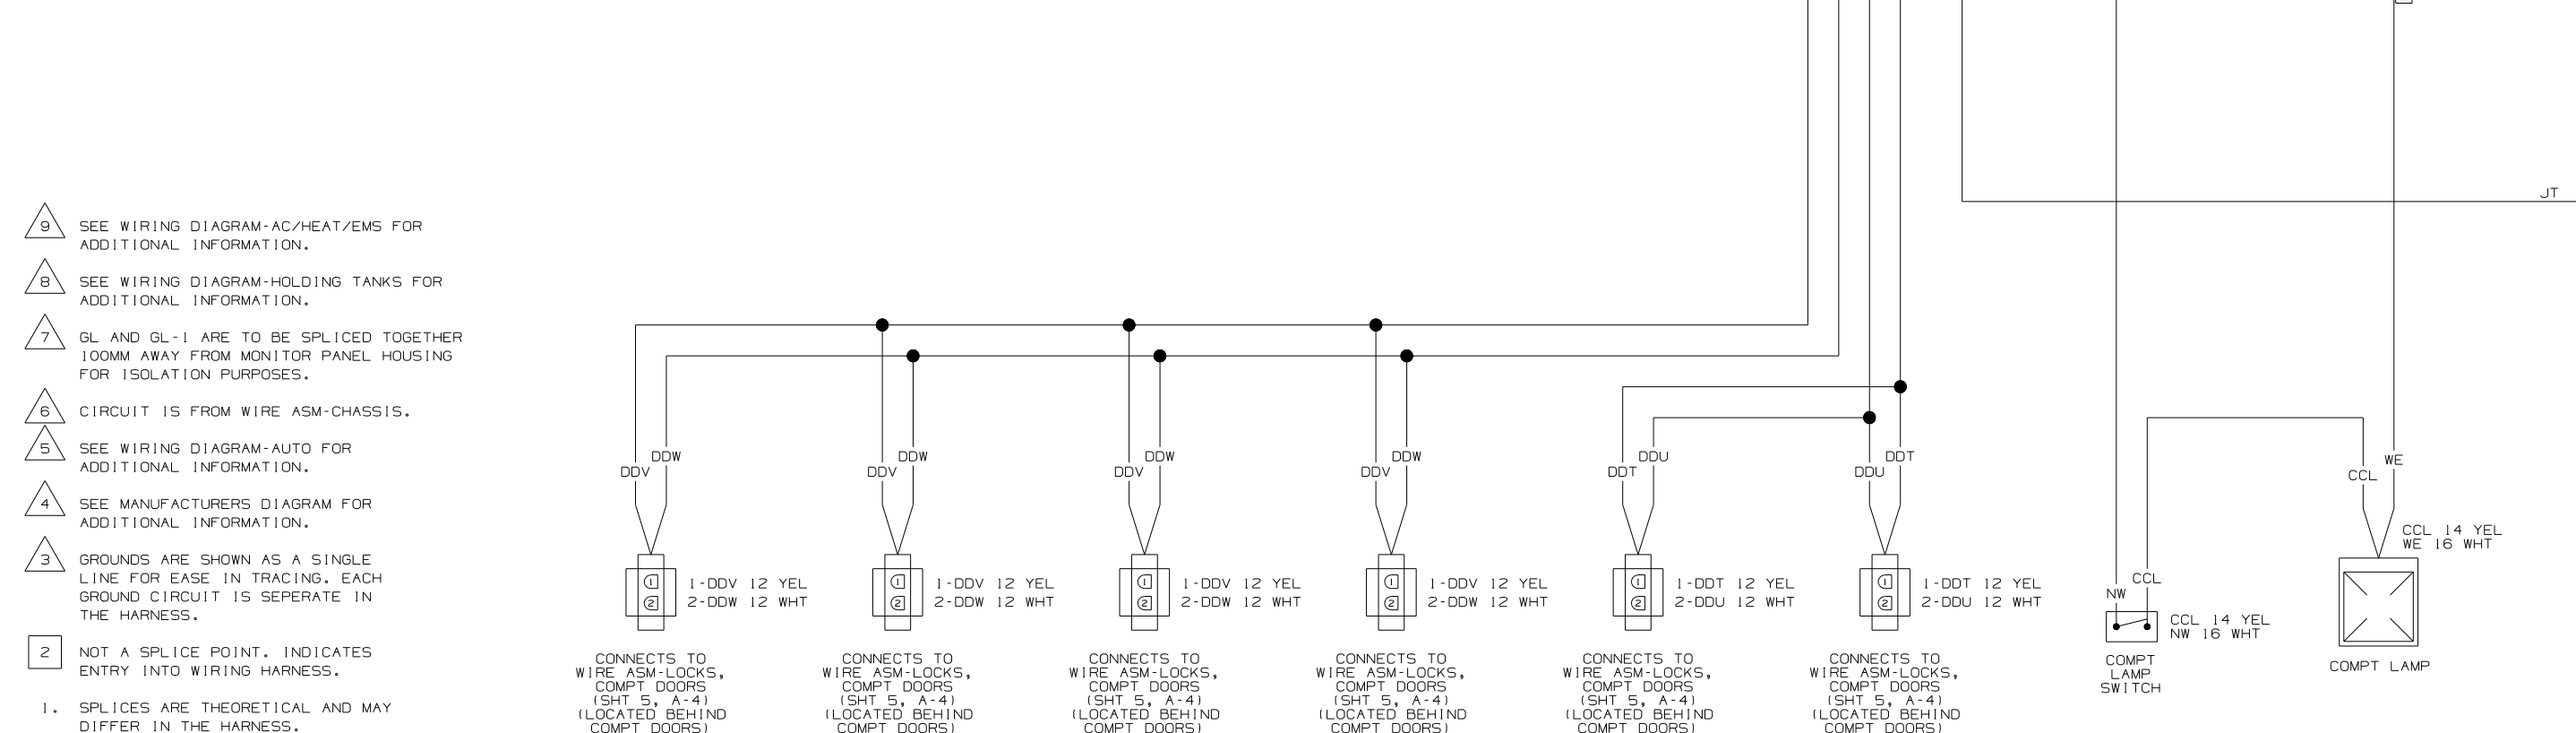 JT
9 SEE WIRING DIAGRAM-AC/HEAT/EMS FOR
ADDITIONAL INFORMATION.
8 SEE WIRING DIAGRAM-HOLDING TANKS FOR
ADDITIONAL INFORMATION.
7 GL AND GL-1 ARE TO BE SPLICED TOGETHER
100MM AWAY FROM MONITOR PANEL HOUSING
FOR ISOLATION PURPOSES.
6 CIRCUIT IS FROM WIRE ASM-CHASSIS.
5 SEE WIRING DIAGRAM-AUTO FOR
ADDITIONAL INFORMATION.
4 SEE MANUFACTURERS DIAGRAM FOR
ADDITIONAL INFORMATION.
3 GROUNDS ARE SHOWN AS A SINGLE
LINE FOR EASE IN TRACING. EACH
GROUND CIRCUIT IS SEPERATE IN
THE HARNESS.
2 NOT A SPLICE POINT. INDICATES
ENTRY INTO WIRING HARNESS.
1. SPLICES ARE THEORETICAL AND MAY
DIFFER IN THE HARNESS.
DDV
DDW
1
2
1-DDV 12 YEL
2-DDW 12 WHT
CONNECTS TO
WIRE ASM-LOCKS,
COMPT DOORS
(SHT 5, A-4)
(LOCATED BEHIND
COMPT DOORS)
DDV
DDW
1
2
1-DDV 12 YEL
2-DDW 12 WHT
CONNECTS TO
WIRE ASM-LOCKS,
COMPT DOORS
(SHT 5, A-4)
(LOCATED BEHIND
COMPT DOORS)
DDV
DDW
1
2
1-DDV 12 YEL
2-DDW 12 WHT
CONNECTS TO
WIRE ASM-LOCKS,
COMPT DOORS
(SHT 5, A-4)
(LOCATED BEHIND
COMPT DOORS)
DDV
DDW
1
2
1-DDV 12 YEL
2-DDW 12 WHT
CONNECTS TO
WIRE ASM-LOCKS,
COMPT DOORS
(SHT 5, A-4)
(LOCATED BEHIND
COMPT DOORS)
DDT
DDU
1
2
1-DDT 12 YEL
2-DDU 12 WHT
CONNECTS TO
WIRE ASM-LOCKS,
COMPT DOORS
(SHT 5, A-4)
(LOCATED BEHIND
COMPT DOORS)
DDU
DDT
1
2
1-DDT 12 YEL
2-DDU 12 WHT
CONNECTS TO
WIRE ASM-LOCKS,
COMPT DOORS
(SHT 5, A-4)
(LOCATED BEHIND
COMPT DOORS)
NW
CCL
CCL 14 YEL
NW 16 WHT
COMPT
LAMP
SWITCH
CCL
WE
CCL 14 YEL
WE 16 WHT
COMPT LAMP